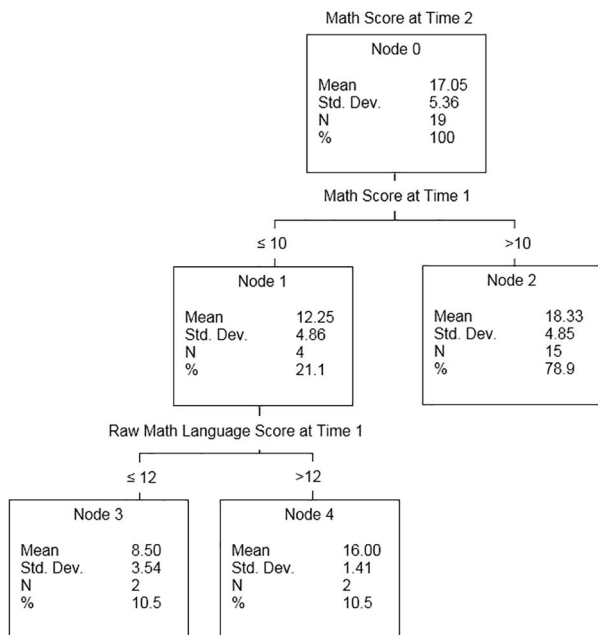 Math Score at Time 2
Node 0
Mean 17.05
Std. Dev. 5.36
N 19
% 100
Math Score at Time 1
≤ 10 >10
Node 1
Mean 12.25
Std. Dev. 4.86
N 4
% 21.1
Node 2
Mean 18.33
Std. Dev. 4.85
N 15
% 78.9
Raw Math Language Score at Time 1
≤ 12 >12
Node 3
Mean 8.50
Std. Dev. 3.54
N 2
% 10.5
Node 4
Mean 16.00
Std. Dev. 1.41
N 2
% 10.5